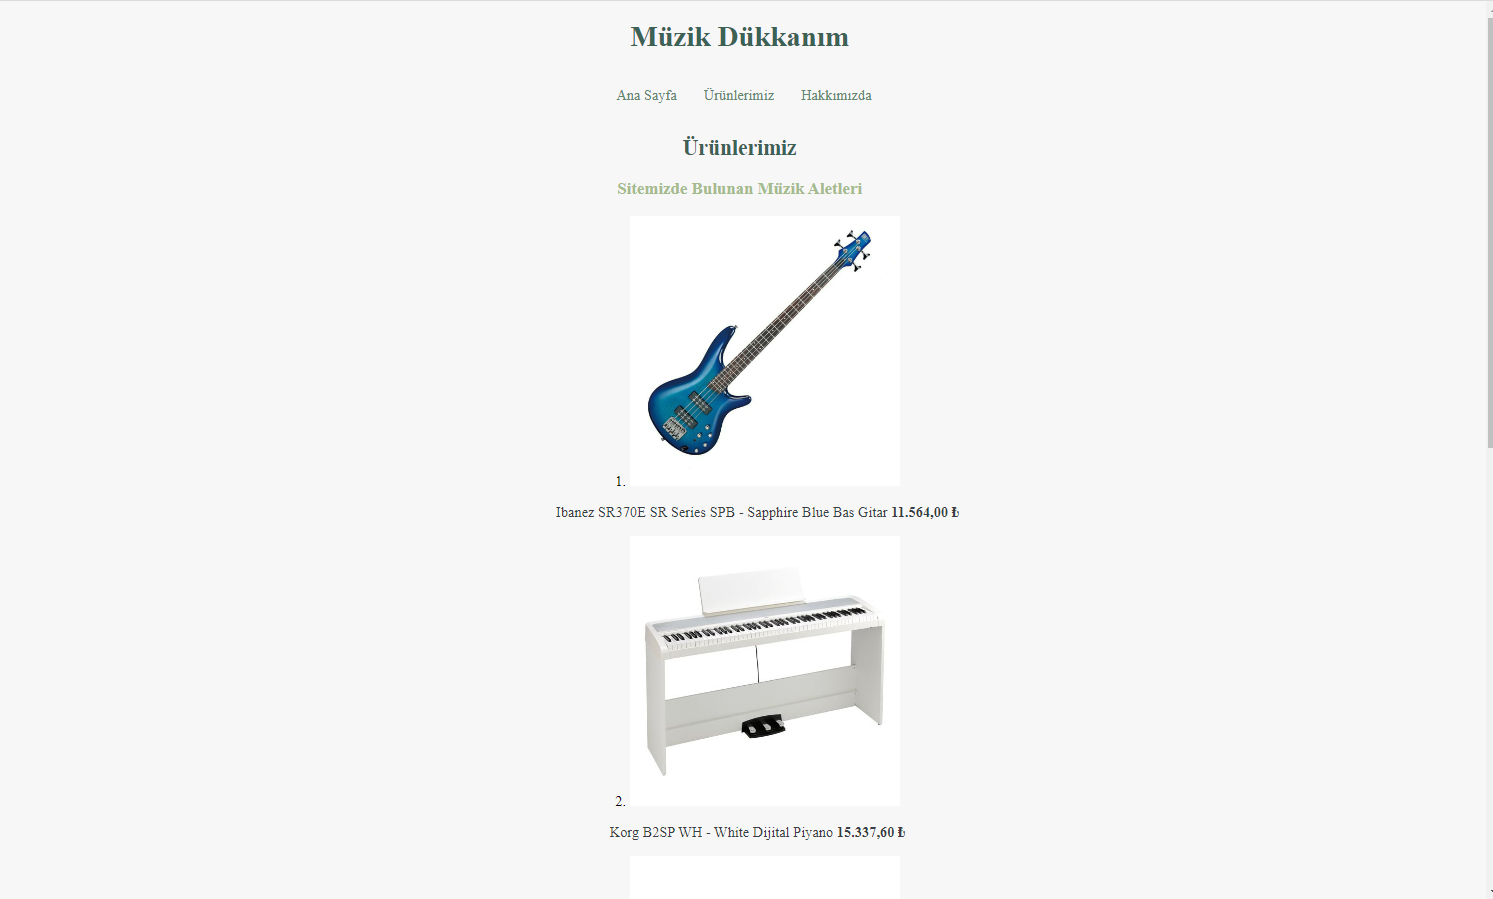 Müzik Dükkanım
Ana Sayfa Ürünlerimiz Hakkımızda
Ürünlerimiz
Sitemizde Bulunan Müzik Aletleri
1.
Ibanez SR370E SR Series SPB - Sapphire Blue Bas Gitar 11.564,00 ₺
2.
Korg B2SP WH - White Dijital Piyano 15.337,60 ₺